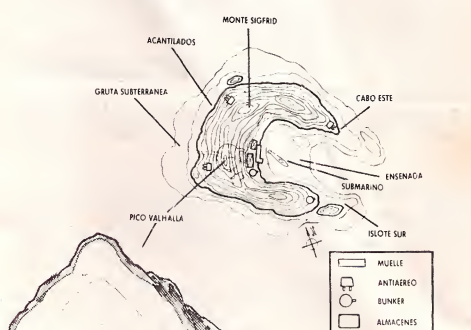 MONTE SIGFRID
ACANTILADOS
GRUTA SUBTERRANEA
CABO ESTE
ENSENADA
SUBMARINO
PICO VALHALLA
ISLOTE SUR
MUELLE
ANTIAEREO
BUNKER
ALMACENES